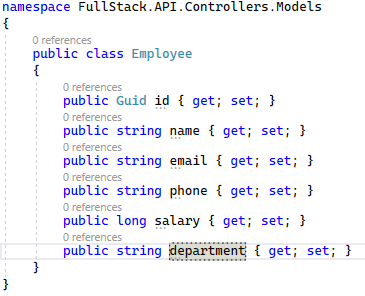 namespace FullStack.API.Controllers.Models
{
0 references
public class Employee
{
0 references
public Guid id { get; set; }
0 references
public string name { get; set; }
0 references
public string email { get; set; }
0 references
public string phone { get; set; }
0 references
public long salary { get; set; }
0 references
public string department { get; set; }
}
}